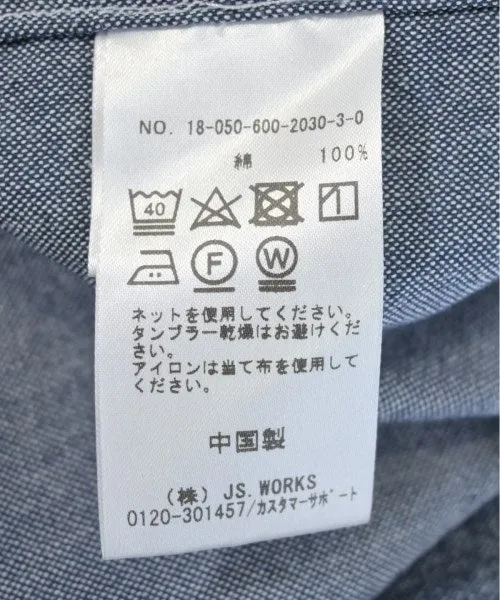 NO. 18-050-600-2030-3-0
綿 100%
40
F W
ネットを使用してください。
タンブラー乾燥はお避けくだ
さい。
アイロンは当て布を使用して
ください。
中国製
(株) JS.WORKS
0120-301457/カスタマーサポート